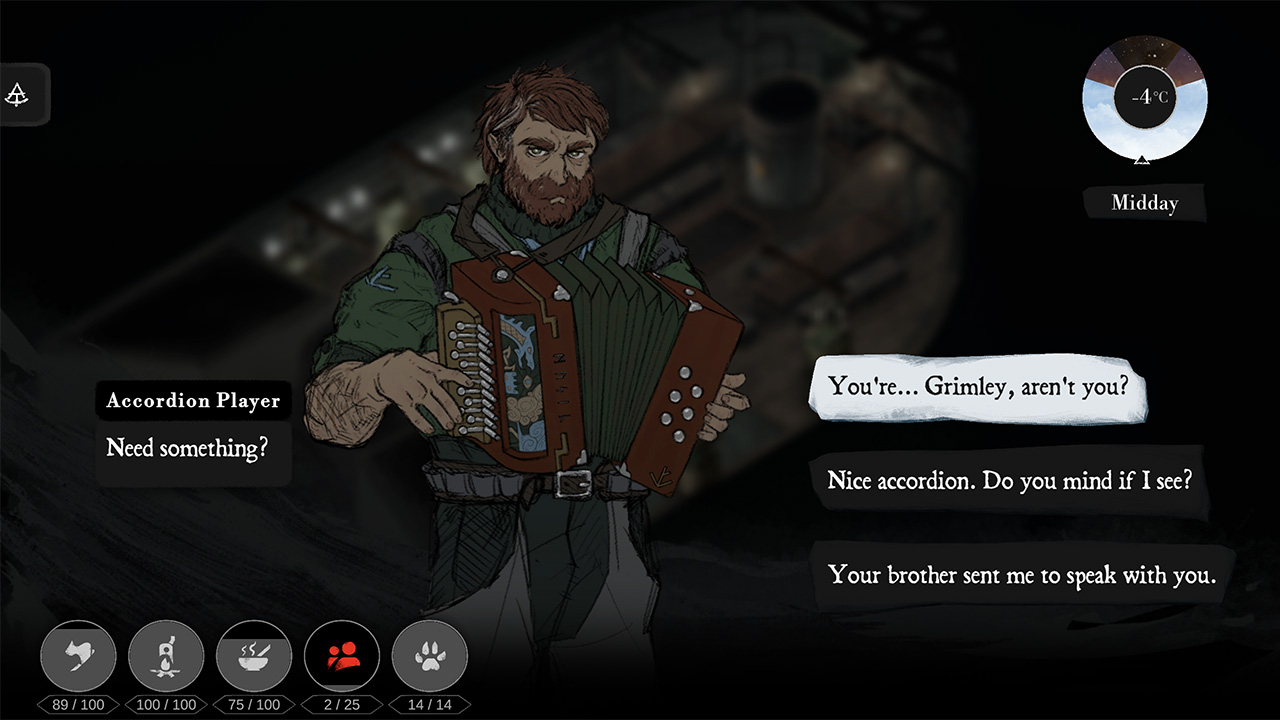 -4°C
Midday
Accordion Player
Need something?
You're... Grimley, aren't you?
Nice accordion. Do you mind if I see?
Your brother sent me to speak with you.
89 / 100
100 / 100
75 / 100
2 / 25
14 / 14